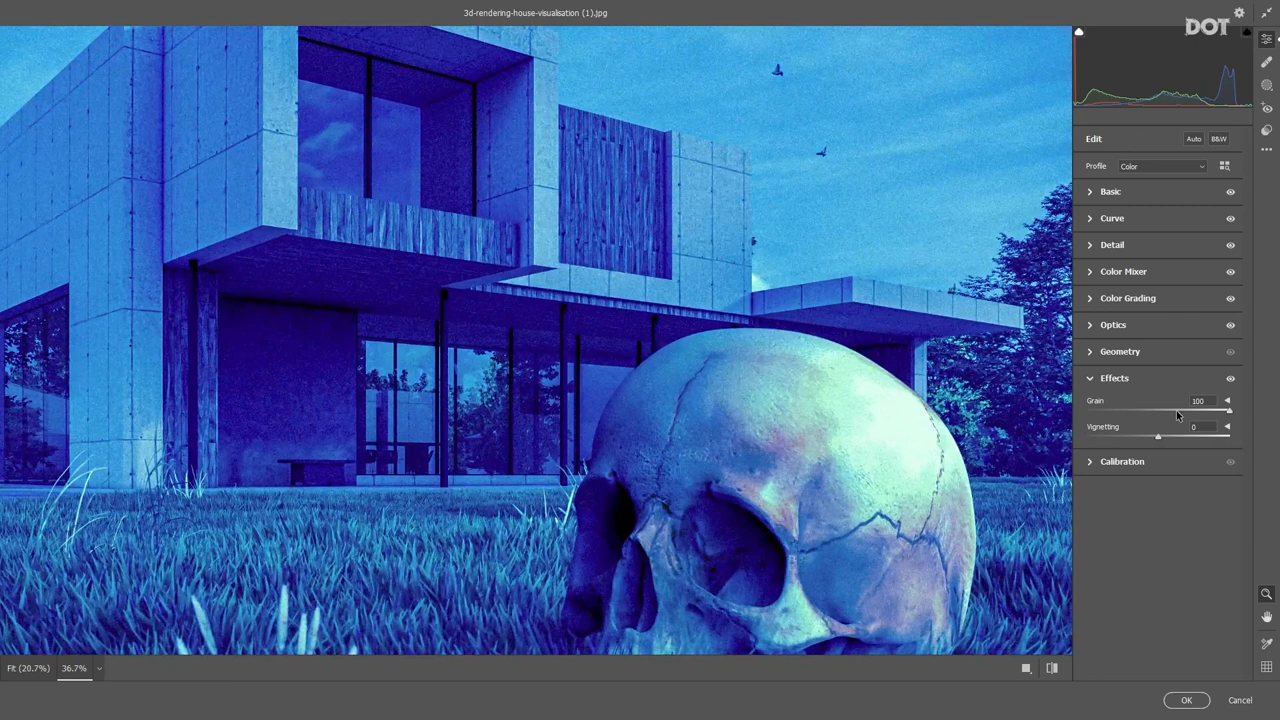 3d-rendering-house-visualisation (1).jpg
DOT
Edit
Auto
B&W
Profile
Color
Basic
Curve
Detail
Color Mixer
Color Grading
Optics
Geometry
Effects
Grain
100
Vignetting
0
Calibration
Fit (20.7%)
36.7%
OK
Cancel